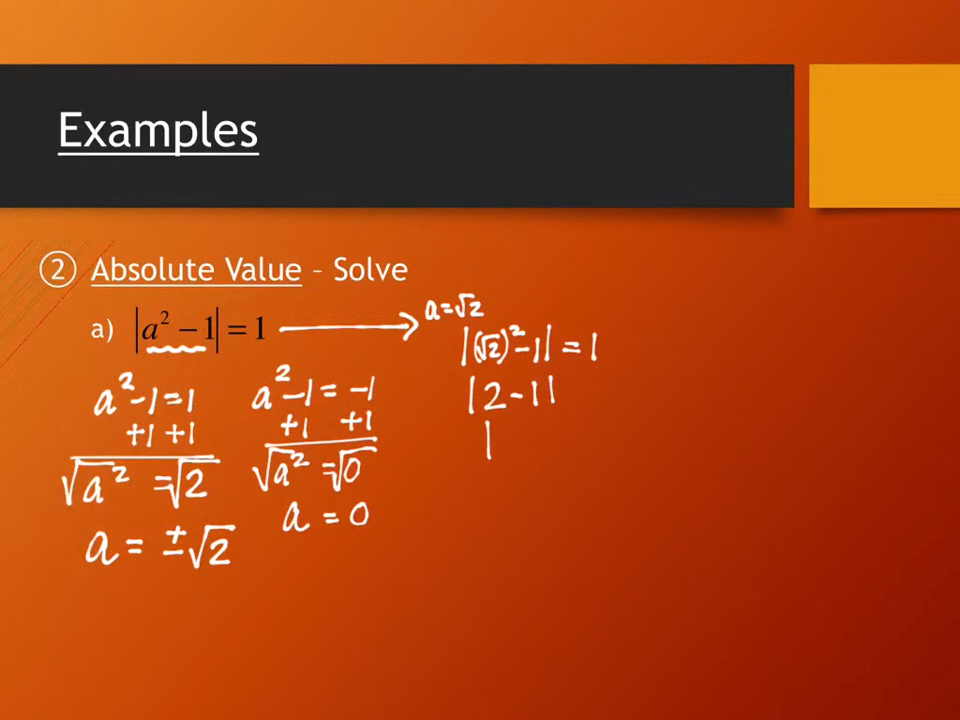 Examples
② Absolute Value – Solve
a) |a² − 1| = 1
a²-1=1
+1 +1
√a² = √2
a = ±√2
a²-1 = -1
+1 +1
√a² = √0
a = 0
a=√2
|(√2)²-1| = 1
|2-1|
|